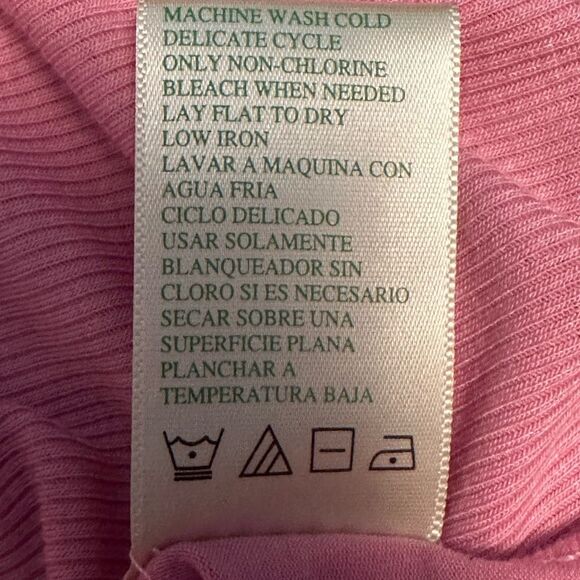 MACHINE WASH COLD
DELICATE CYCLE
ONLY NON-CHLORINE
BLEACH WHEN NEEDED
LAY FLAT TO DRY
LOW IRON
LAVAR A MAQUINA CON
AGUA FRIA
CICLO DELICADO
USAR SOLAMENTE
BLANQUEADOR SIN
CLORO SI ES NECESARIO
SECAR SOBRE UNA
SUPERFICIE PLANA
PLANCHAR A
TEMPERATURA BAJA